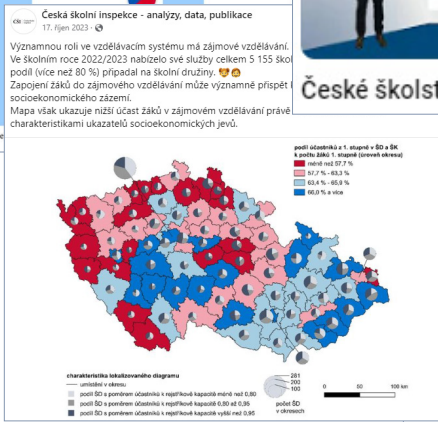 Česká školní inspekce - analýzy, data, publikace
17. říjen 2023
Významnou roli ve vzdělávacím systému má zájmové vzdělávání.
Ve školním roce 2022/2023 nabízelo své služby celkem 5 155 škol
podíl (více než 80 %) připadal na školní družiny.
Zapojení žáků do zájmového vzdělávání může významně přispět
socioekonomického zázemí.
Mapa však ukazuje nižší účast žáků v zájmovém vzdělávání právě
charakteristikami ukazatelů socioekonomických jevů.
České školst
podíl účastníků z 1. stupně v ŠD a ŠK
k počtu žáků 1. stupně (úroveň okresu)
méně než 57,7 %
57,7 - 63,3 %
63,4 - 65,9 %
66,0 % a více
charakteristika lokalizovaného diagramu
umístění v okresu
podíl ŠD s poměrem účastníků k rejstříkové kapacitě méně než 0,80
podíl ŠD s poměrem účastníků k rejstříkové kapacitě 0,80 až 0,95
podíl ŠD s poměrem účastníků k rejstříkové kapacitě vyšší než 0,95
281
200
100
počet ŠD
v okresech
0 50 100 km